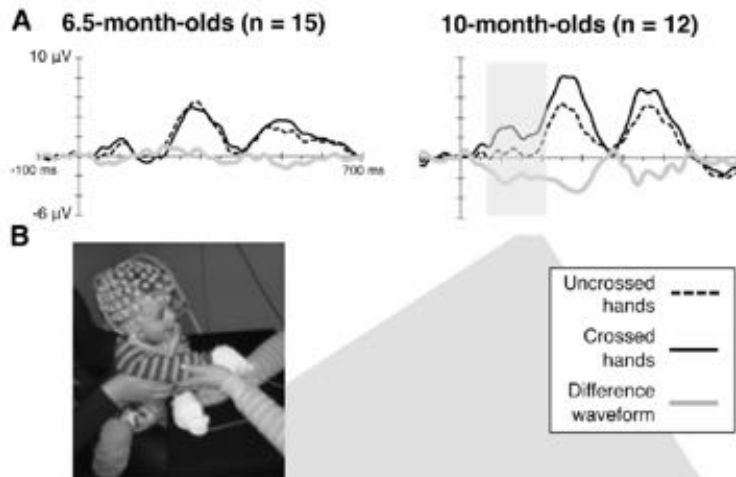 A
6.5-month-olds (n = 15)
10-month-olds (n = 12)
10 µV
-100 ms
700 ms
-6 µV
B
Uncrossed
hands
Crossed
hands
Difference
waveform